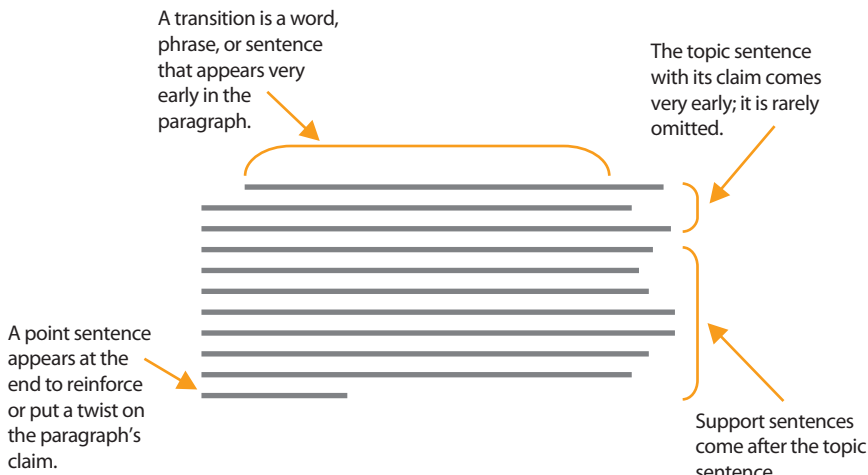 A transition is a word,
phrase, or sentence
that appears very
early in the
paragraph.
The topic sentence
with its claim comes
very early; it is rarely
omitted.
A point sentence
appears at the
end to reinforce
or put a twist on
the paragraph’s
claim.
Support sentences
come after the topic
sentence